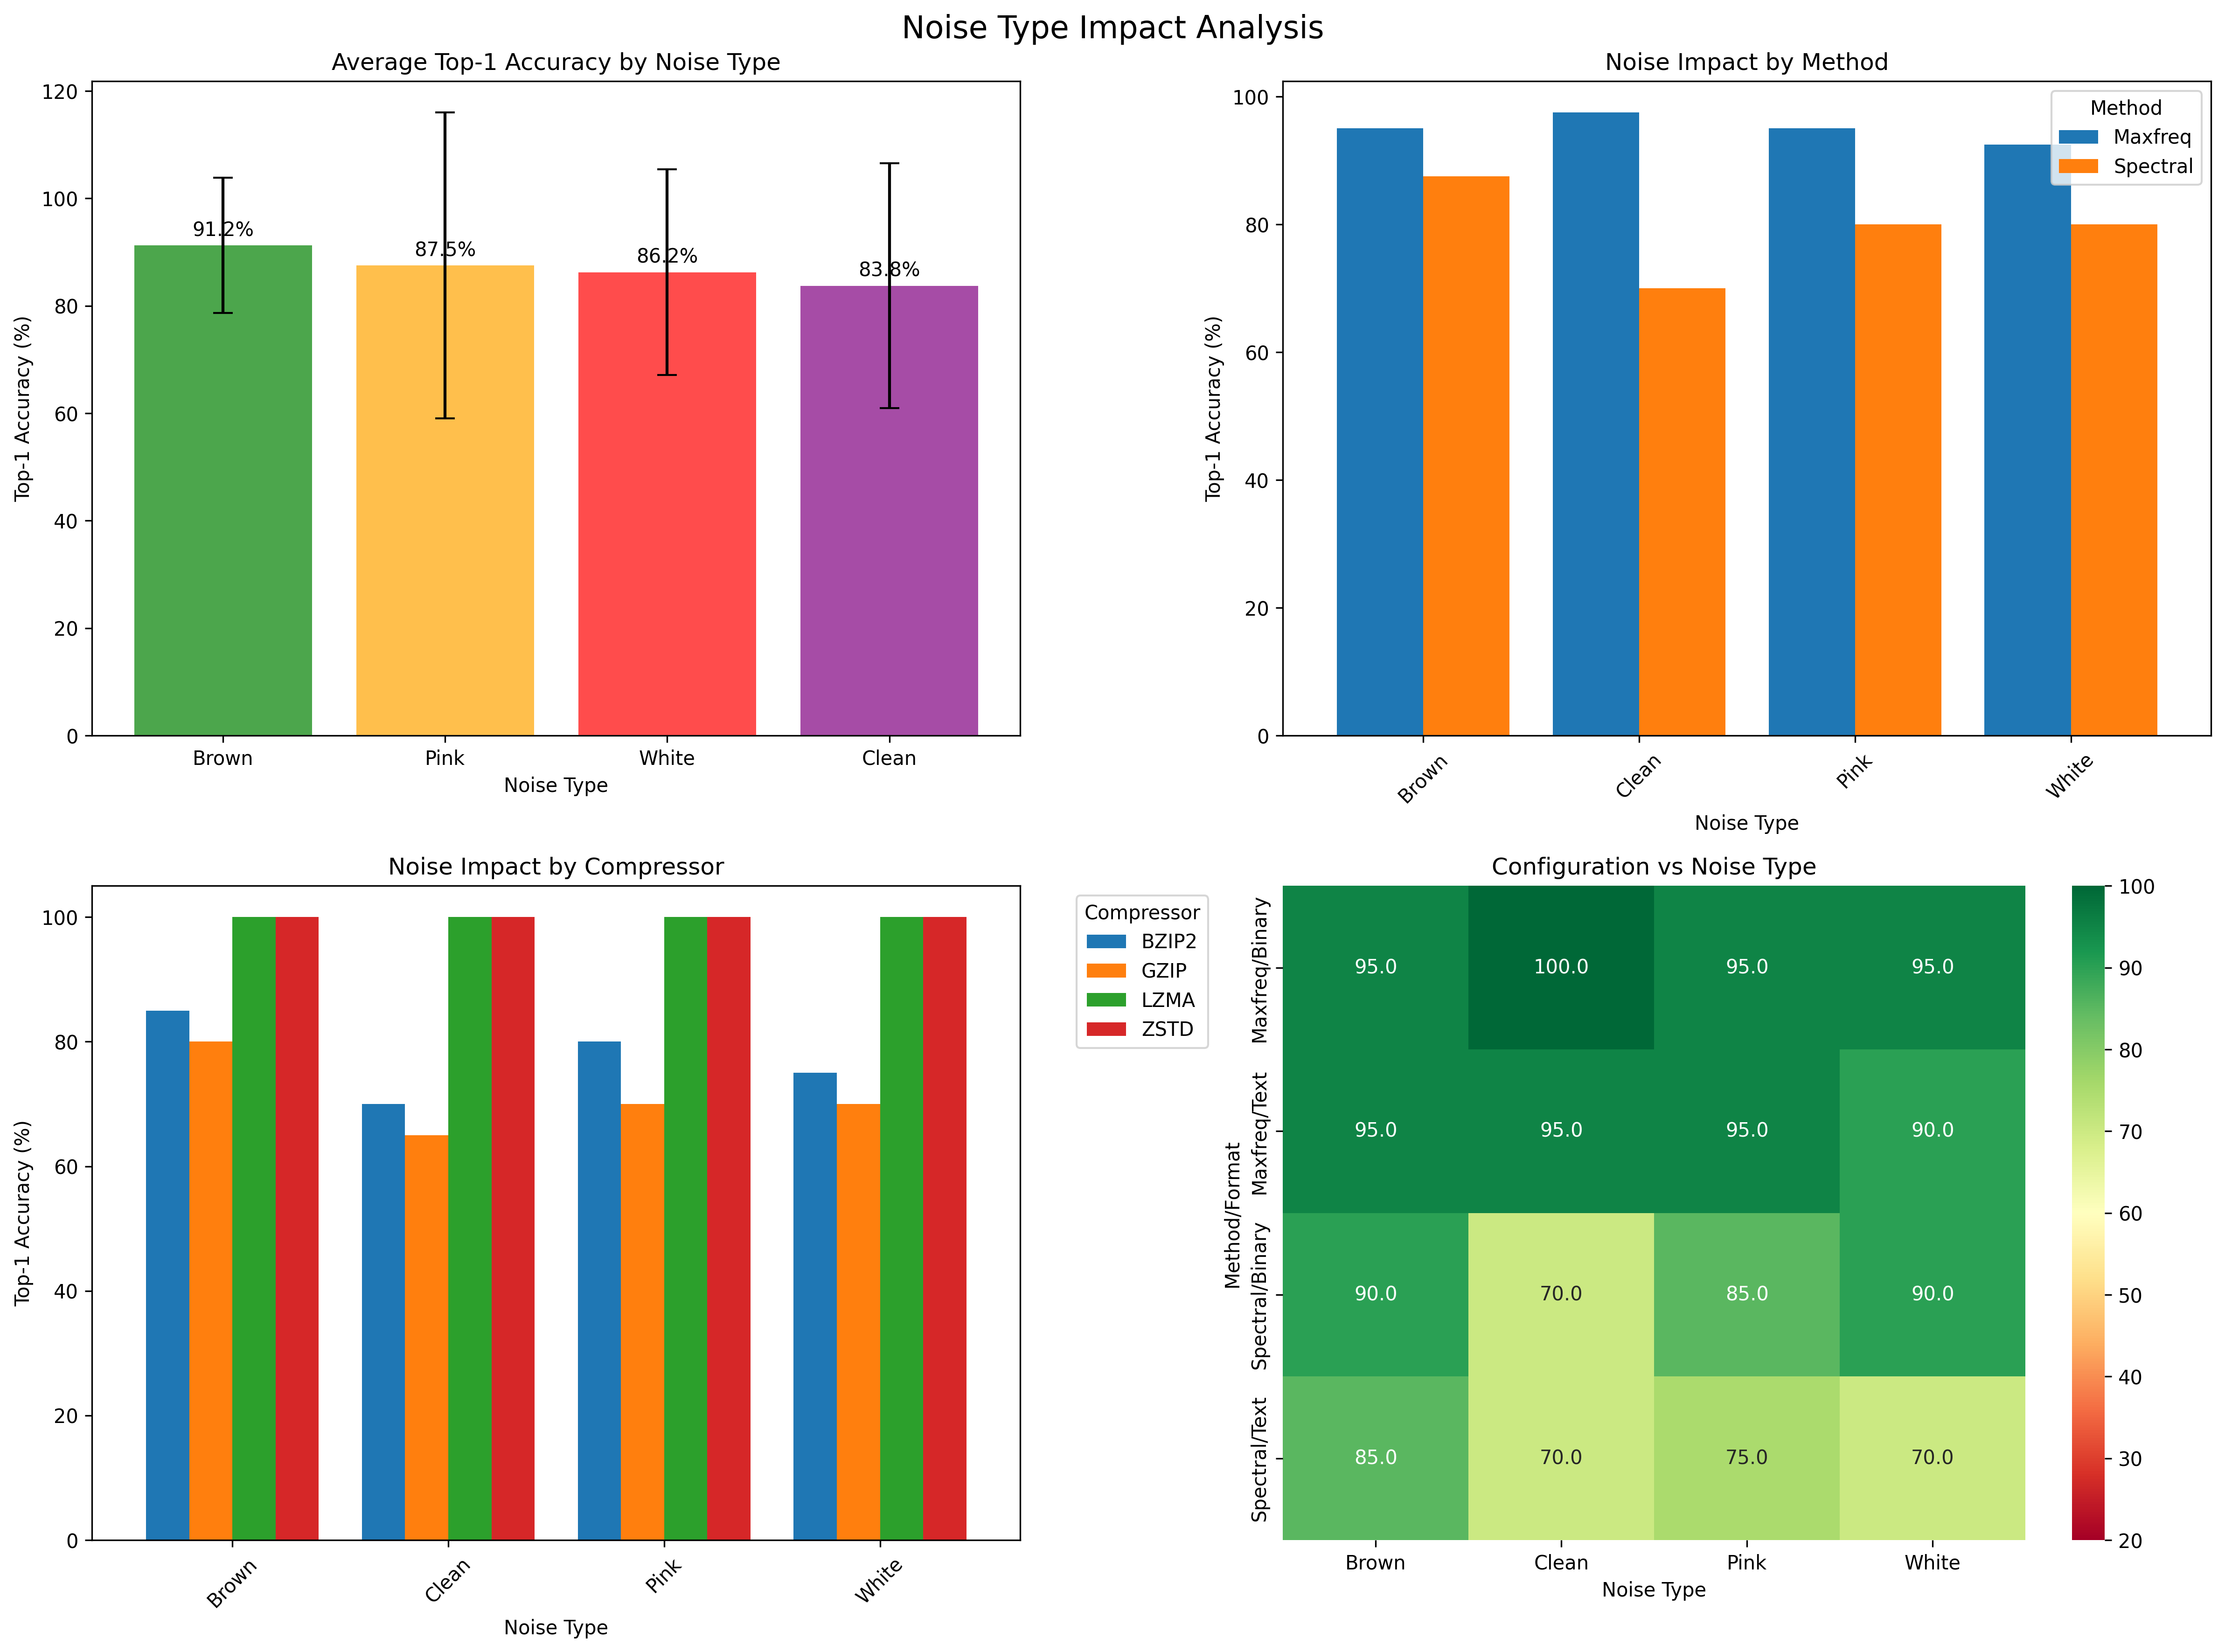 Noise Type Impact Analysis
Average Top-1 Accuracy by Noise Type
Top-1 Accuracy (%)
120
100
80
60
40
20
0
91.2%
87.5%
86.2%
83.8%
Brown Pink White Clean
Noise Type
Noise Impact by Method
Top-1 Accuracy (%)
100
80
60
40
20
0
Method
Maxfreq
Spectral
Brown Clean Pink White
Noise Type
Noise Impact by Compressor
Top-1 Accuracy (%)
100
80
60
40
20
0
Compressor
BZIP2
GZIP
LZMA
ZSTD
Brown Clean Pink White
Noise Type
Configuration vs Noise Type
Method/Format
Maxfreq/Binary
95.0 100.0 95.0 95.0
Maxfreq/Text
95.0 95.0 95.0 90.0
Spectral/Binary
90.0 70.0 85.0 90.0
Spectral/Text
85.0 70.0 75.0 70.0
Brown Clean Pink White
Noise Type
100
90
80
70
60
50
40
30
20